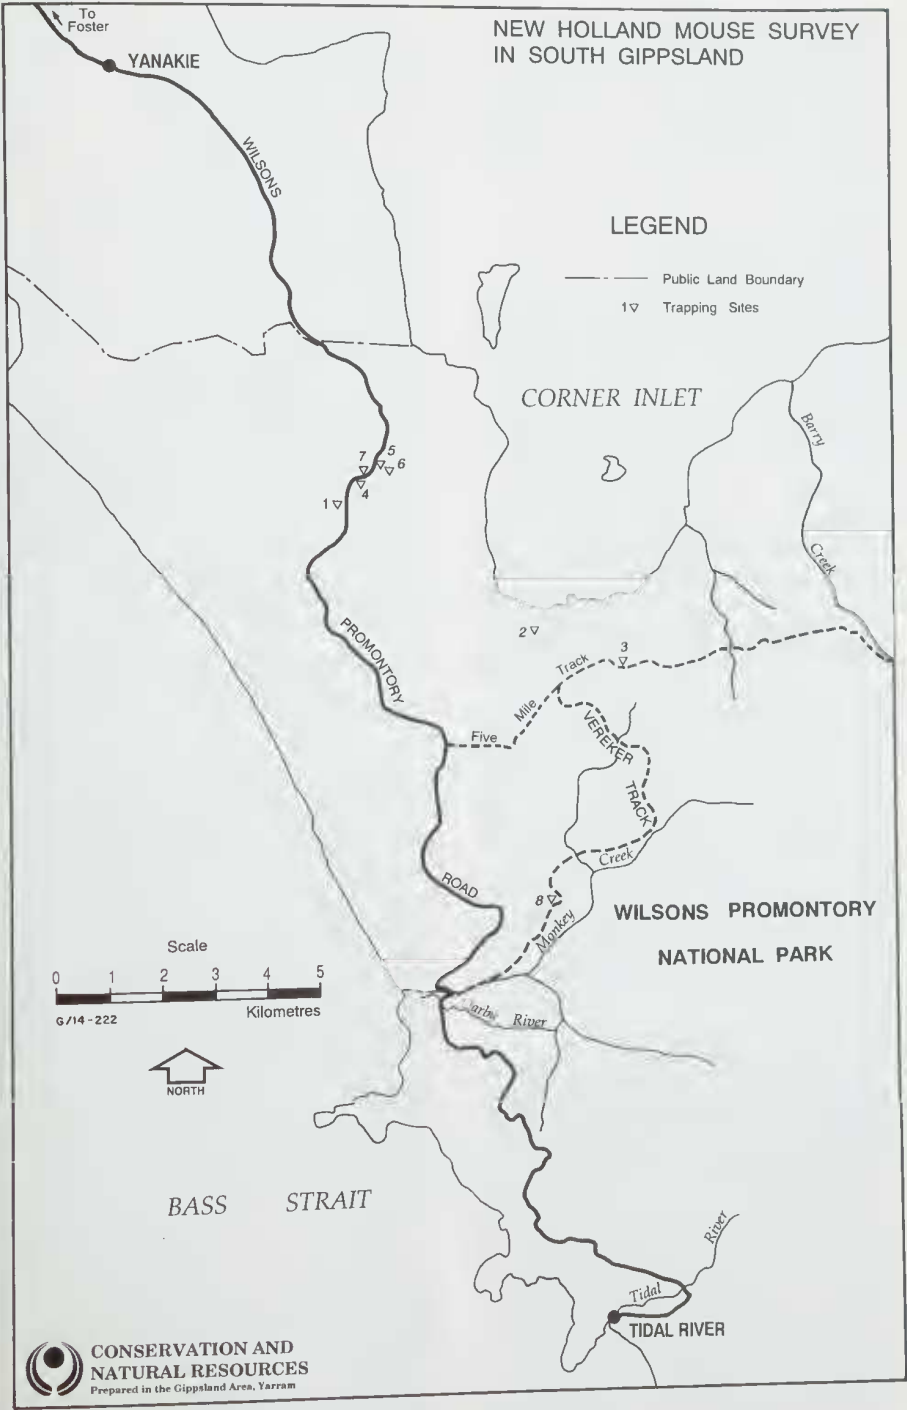 To
Foster
YANAKIE
NEW HOLLAND MOUSE SURVEY
IN SOUTH GIPPSLAND
WILSONS
LEGEND
Public Land Boundary
1 Trapping Sites
CORNER INLET
Barry
Creek
5
7 6
4
1
2
3
PROMONTORY
Five Mile Track
VEREKER
TRACK
Creek
ROAD
8
Monkey
WILSONS PROMONTORY
NATIONAL PARK
Scale
0 1 2 3 4 5
Kilometres
G/14-222
River
NORTH
BASS STRAIT
River
Tidal
TIDAL RIVER
CONSERVATION AND
NATURAL RESOURCES
Prepared in the Gippsland Area, Yarram